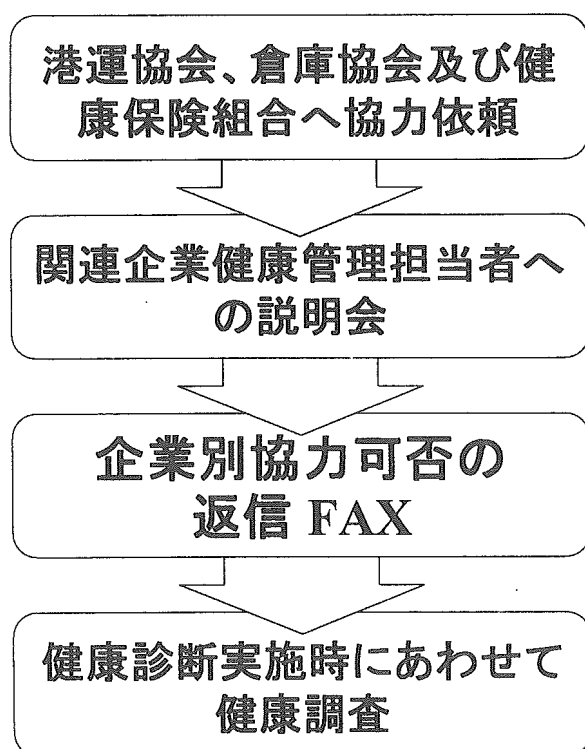 港運協会、倉庫協会及び健
康保険組合へ協力依頼
関連企業健康管理担当者へ
の説明会
企業別協力可否の
返信 FAX
健康診断実施時にあわせて
健康調査